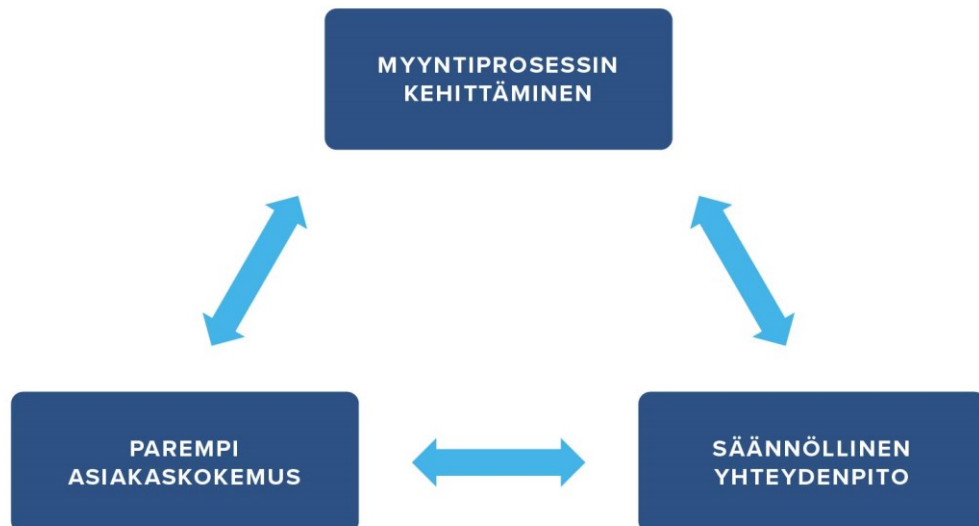 MYYNTIPROSESSIN
KEHITTÄMINEN
PAREMPI
ASIAKASKOKEMUS
SÄÄNNÖLLINEN
YHTEYDENPITO